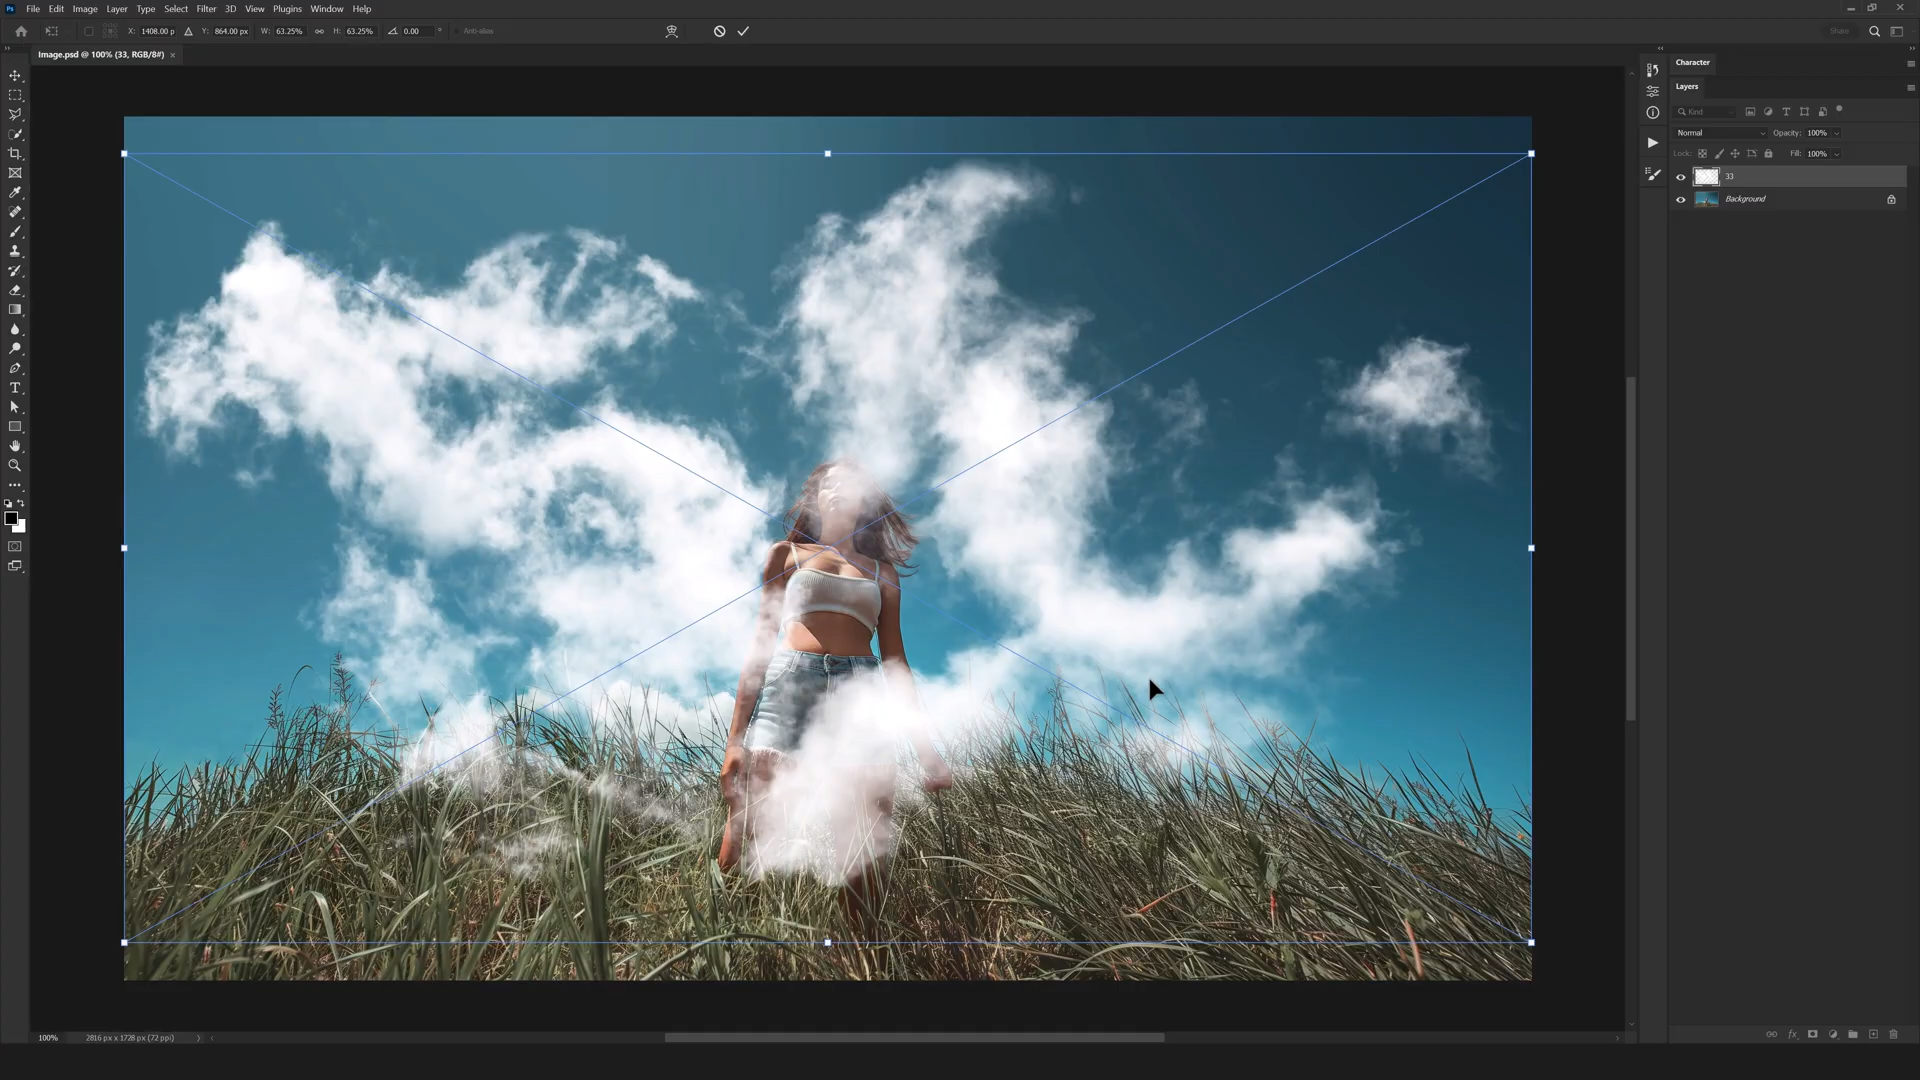 Ps File Edit Image Layer Type Select Filter 3D View Plugins Window Help
X: 1408.00 p Y: 864.00 px W: 63.25% H: 63.25% 0.00 ° Anti-alias Share
Image.psd @ 100% (33, RGB/8#) ×
Character
Layers
Kind
Normal Opacity: 100%
Lock: Fill: 100%
33
Background
100% 2816 px x 1728 px (72 ppi)